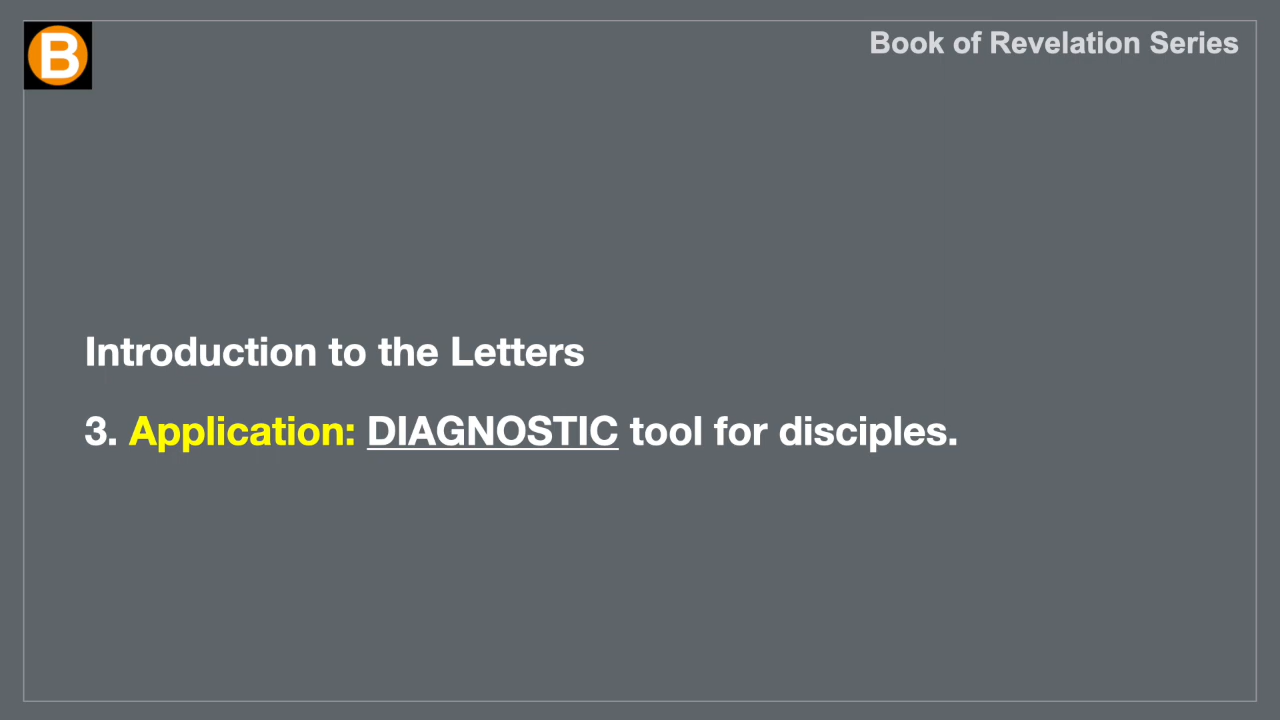 B
Book of Revelation Series
Introduction to the Letters
3. Application: DIAGNOSTIC tool for disciples.